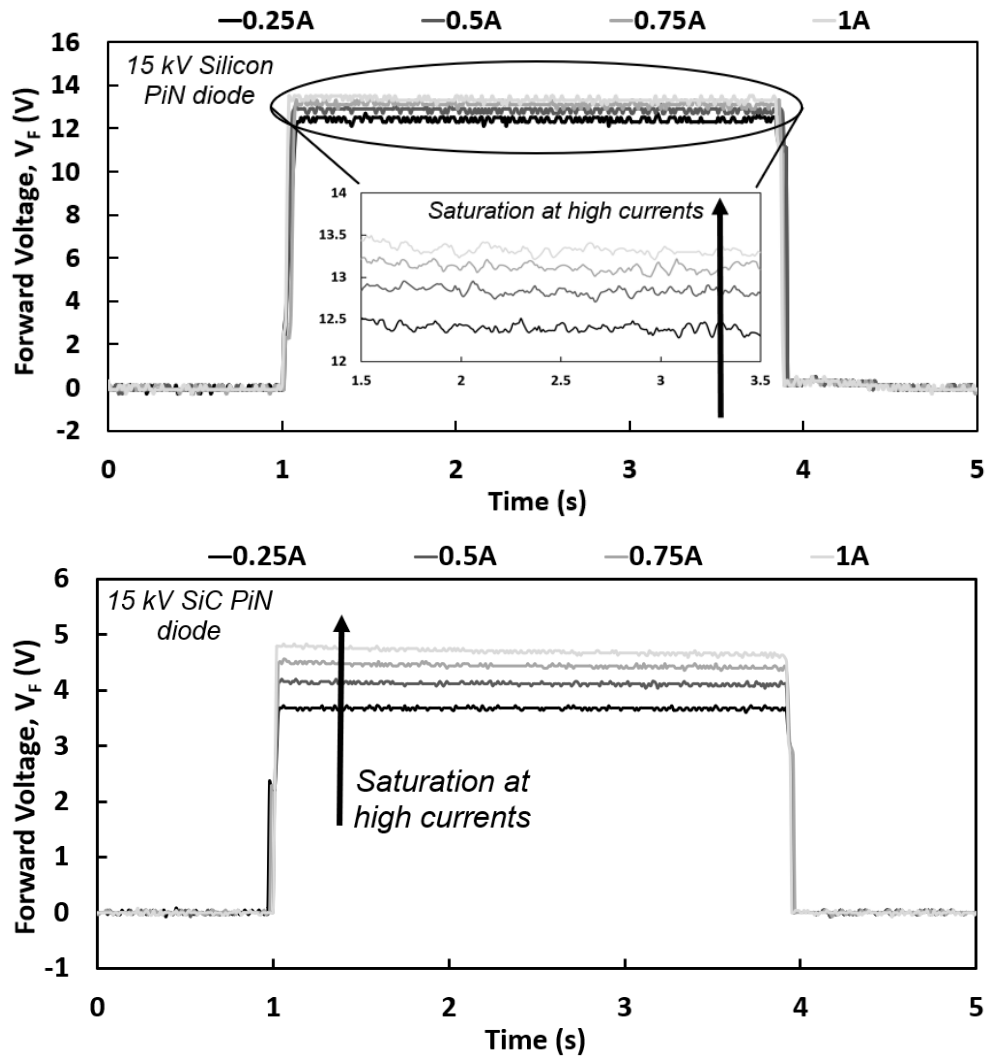 0.25A 0.5A 0.75A 1A
15 kV Silicon
PiN diode
Forward Voltage, VF (V)
16
14
12
10
8
6
4
2
0
-2
Saturation at high currents
14
13.5
13
12.5
12
1.5 2 2.5 3 3.5
0 1 2 3 4 5
Time (s)
0.25A 0.5A 0.75A 1A
15 kV SiC PiN
diode
Forward Voltage, VF (V)
6
5
4
3
2
1
0
-1
Saturation at
high currents
0 1 2 3 4 5
Time (s)